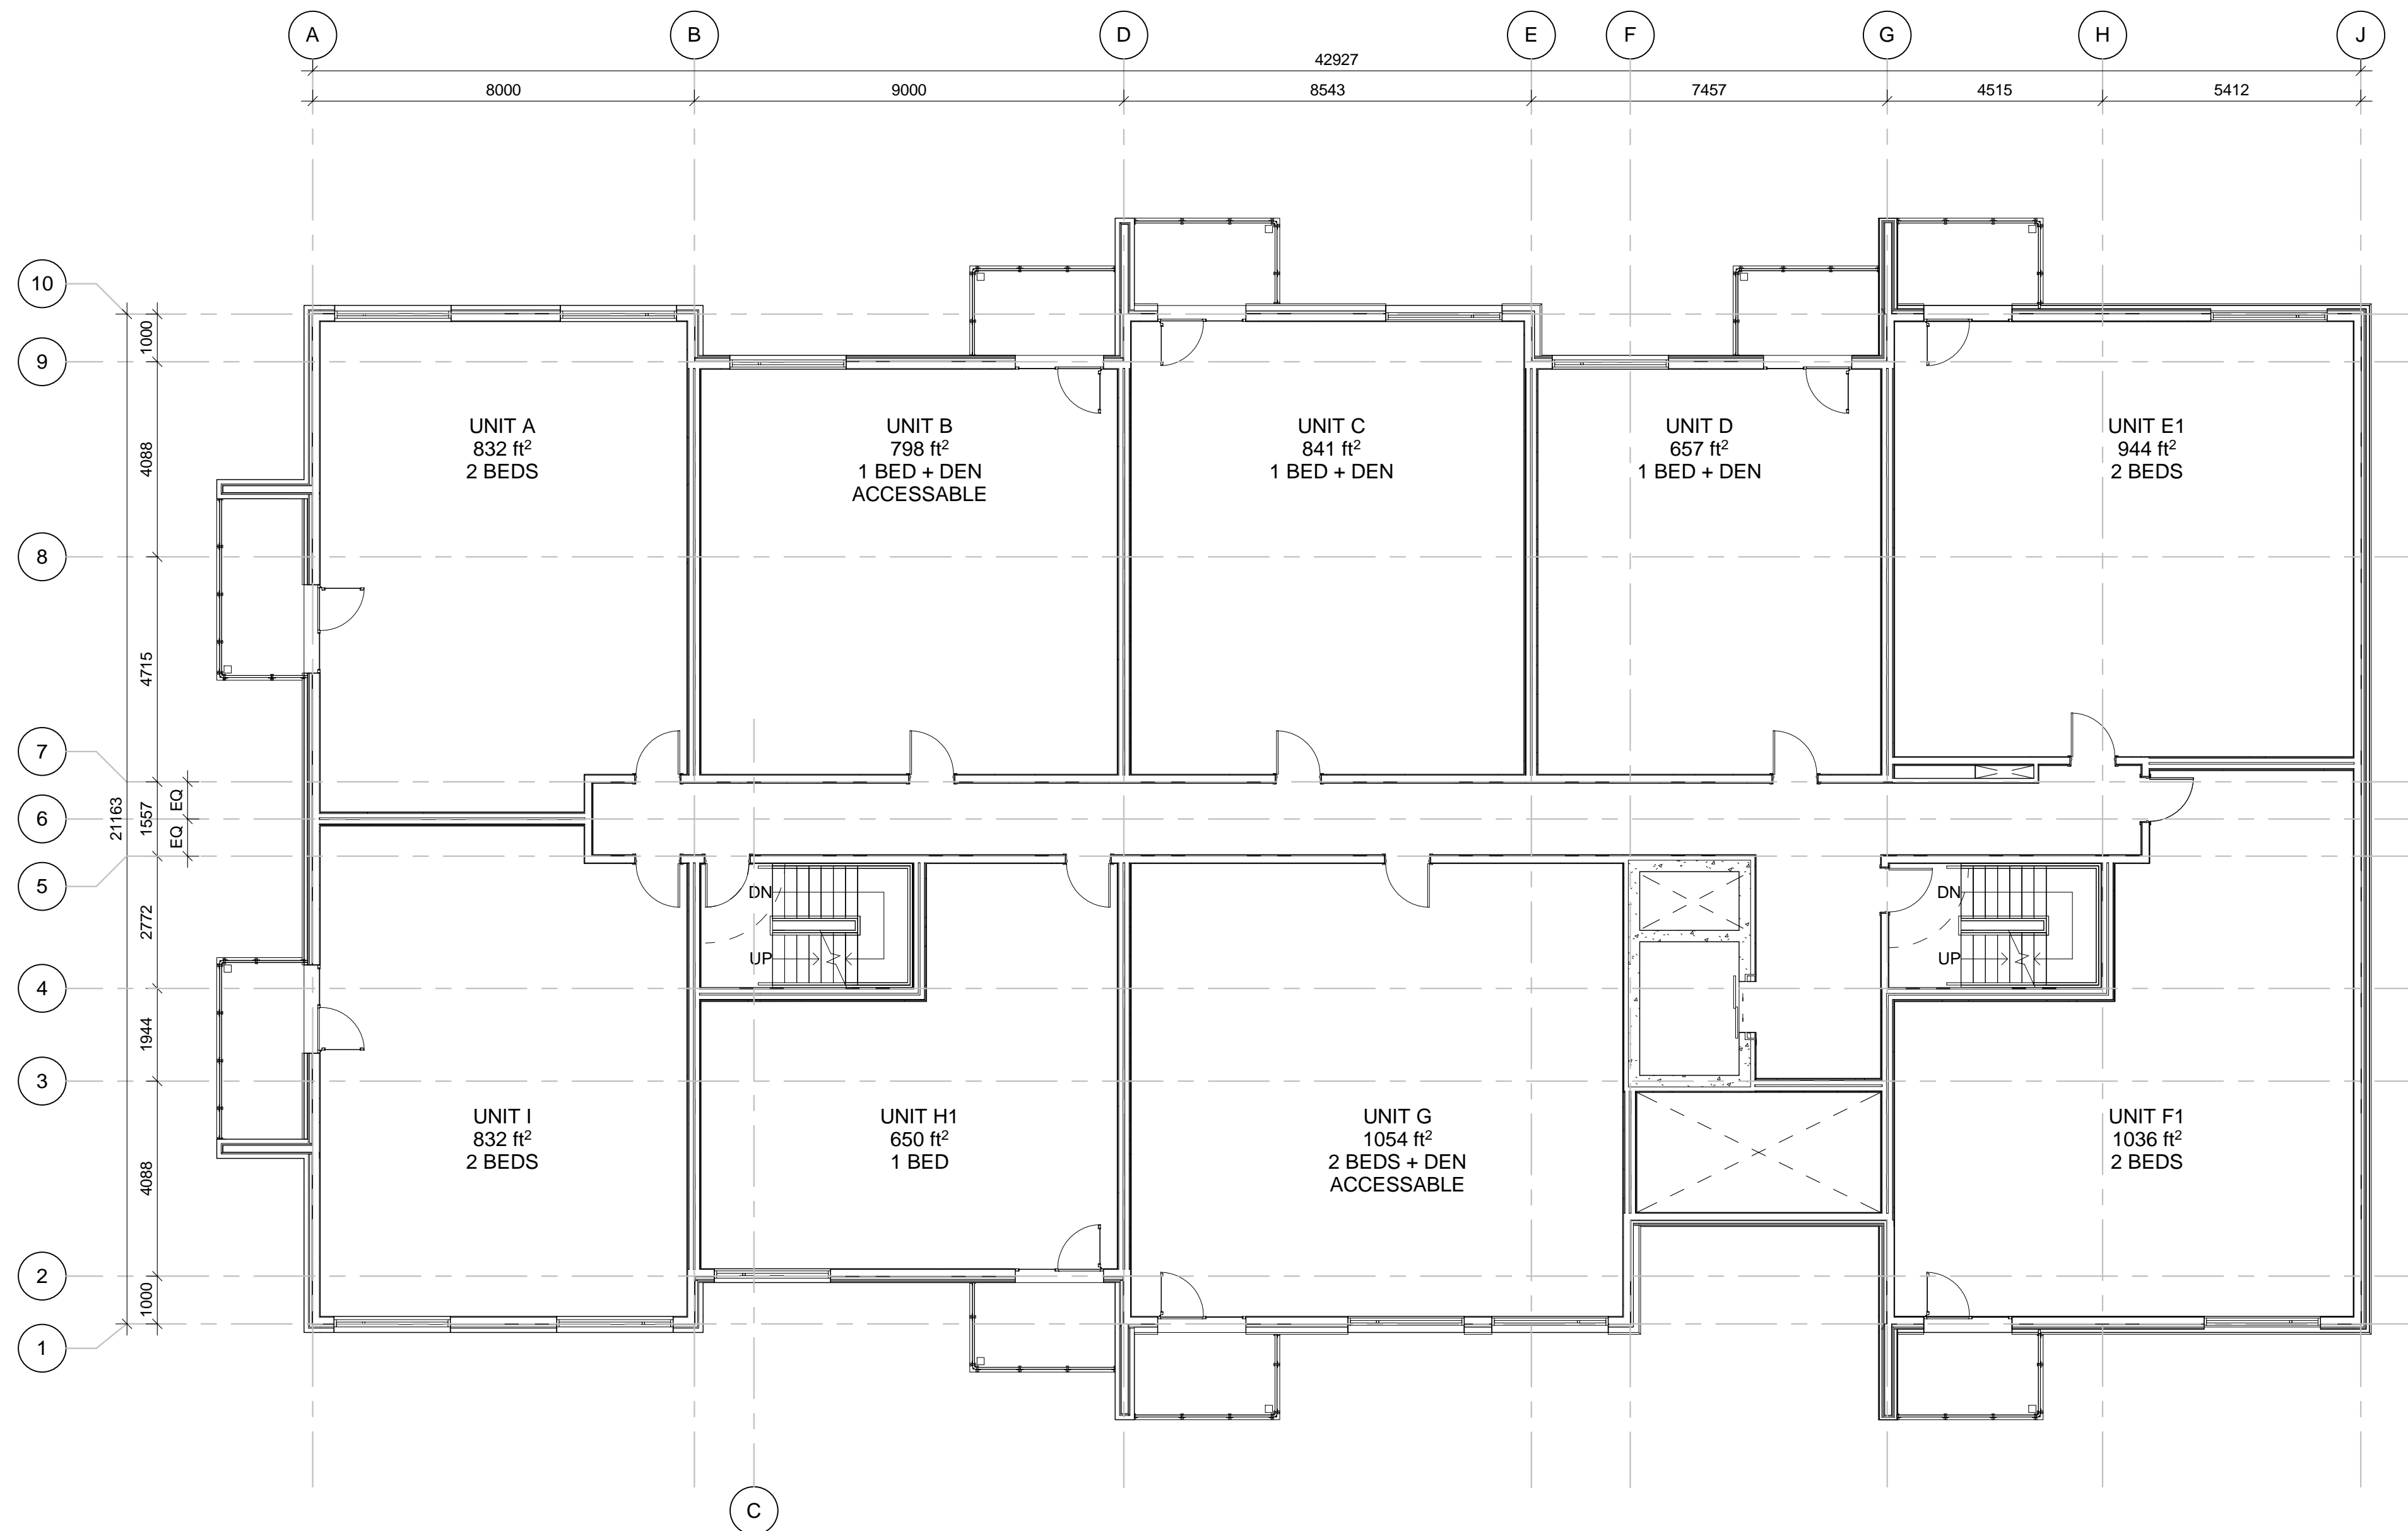 A
B
D
E
F
G
H
J
42927
8000
9000
8543
7457
4515
5412
10
9
8
7
6
5
4
3
2
1
1000
4088
4715
21163
1557
EQ
EQ
2772
1944
4088
1000
UNIT A
832 ft²
2 BEDS
UNIT B
798 ft²
1 BED + DEN
ACCESSABLE
UNIT C
841 ft²
1 BED + DEN
UNIT D
657 ft²
1 BED + DEN
UNIT E1
944 ft²
2 BEDS
DN
UP
DN
UP
UNIT I
832 ft²
2 BEDS
UNIT H1
650 ft²
1 BED
UNIT G
1054 ft²
2 BEDS + DEN
ACCESSABLE
UNIT F1
1036 ft²
2 BEDS
C